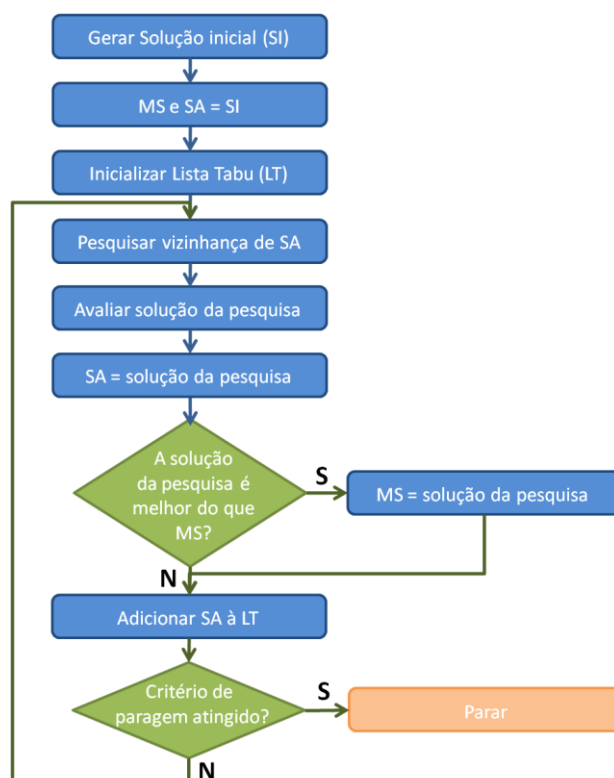 Gerar Solução inicial (SI)
MS e SA = SI
Inicializar Lista Tabu (LT)
Pesquisar vizinhança de SA
Avaliar solução da pesquisa
SA = solução da pesquisa
A solução
da pesquisa é
melhor do que
MS?
S
MS = solução da pesquisa
N
Adicionar SA à LT
Critério de
paragem atingido?
S
Parar
N